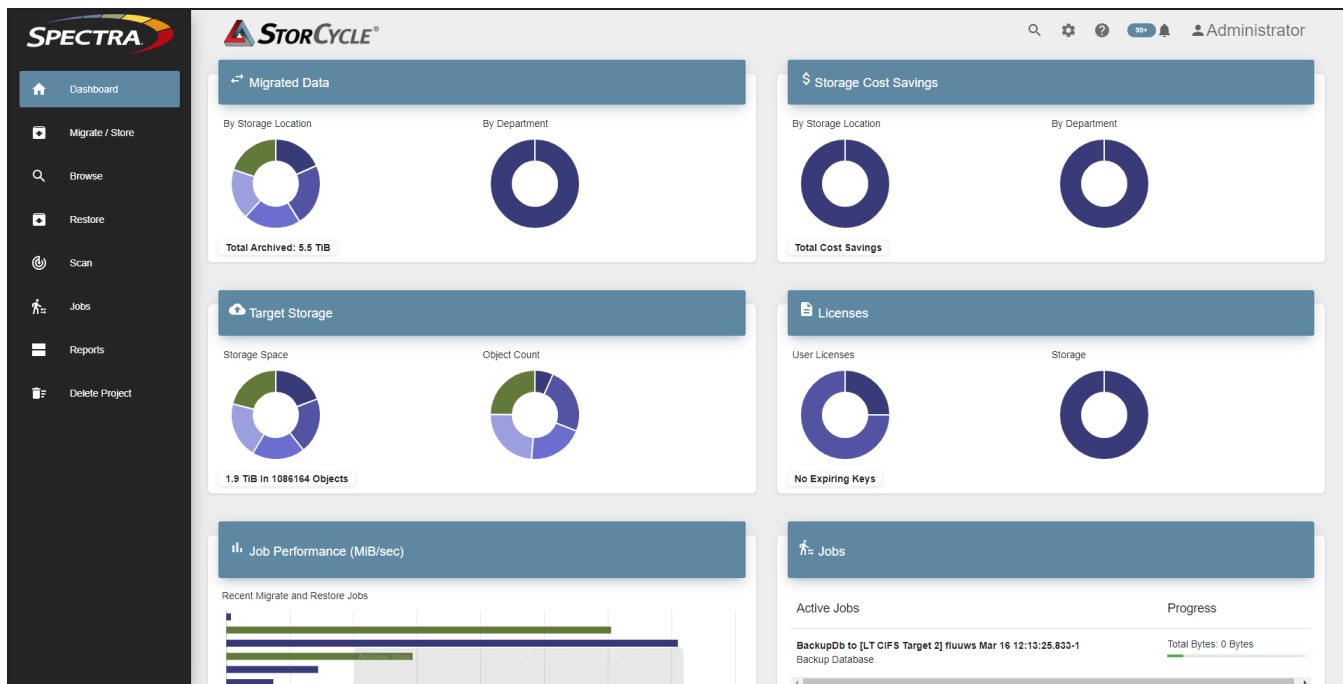 SPECTRA
STORCYCLE®
99+
Administrator
Dashboard
Migrate / Store
Browse
Restore
Scan
Jobs
Reports
Delete Project
Migrated Data
By Storage Location
By Department
Total Archived: 5.5 TiB
$ Storage Cost Savings
By Storage Location
By Department
Total Cost Savings
Target Storage
Storage Space
Object Count
1.9 TiB In 1086164 Objects
Licenses
User Licenses
Storage
No Expiring Keys
Job Performance (MiB/sec)
Recent Migrate and Restore Jobs
Jobs
Active Jobs
Progress
BackupDb to [LT CIFS Target 2] fluuws Mar 16 12:13:25.833-1
Total Bytes: 0 Bytes
Backup Database